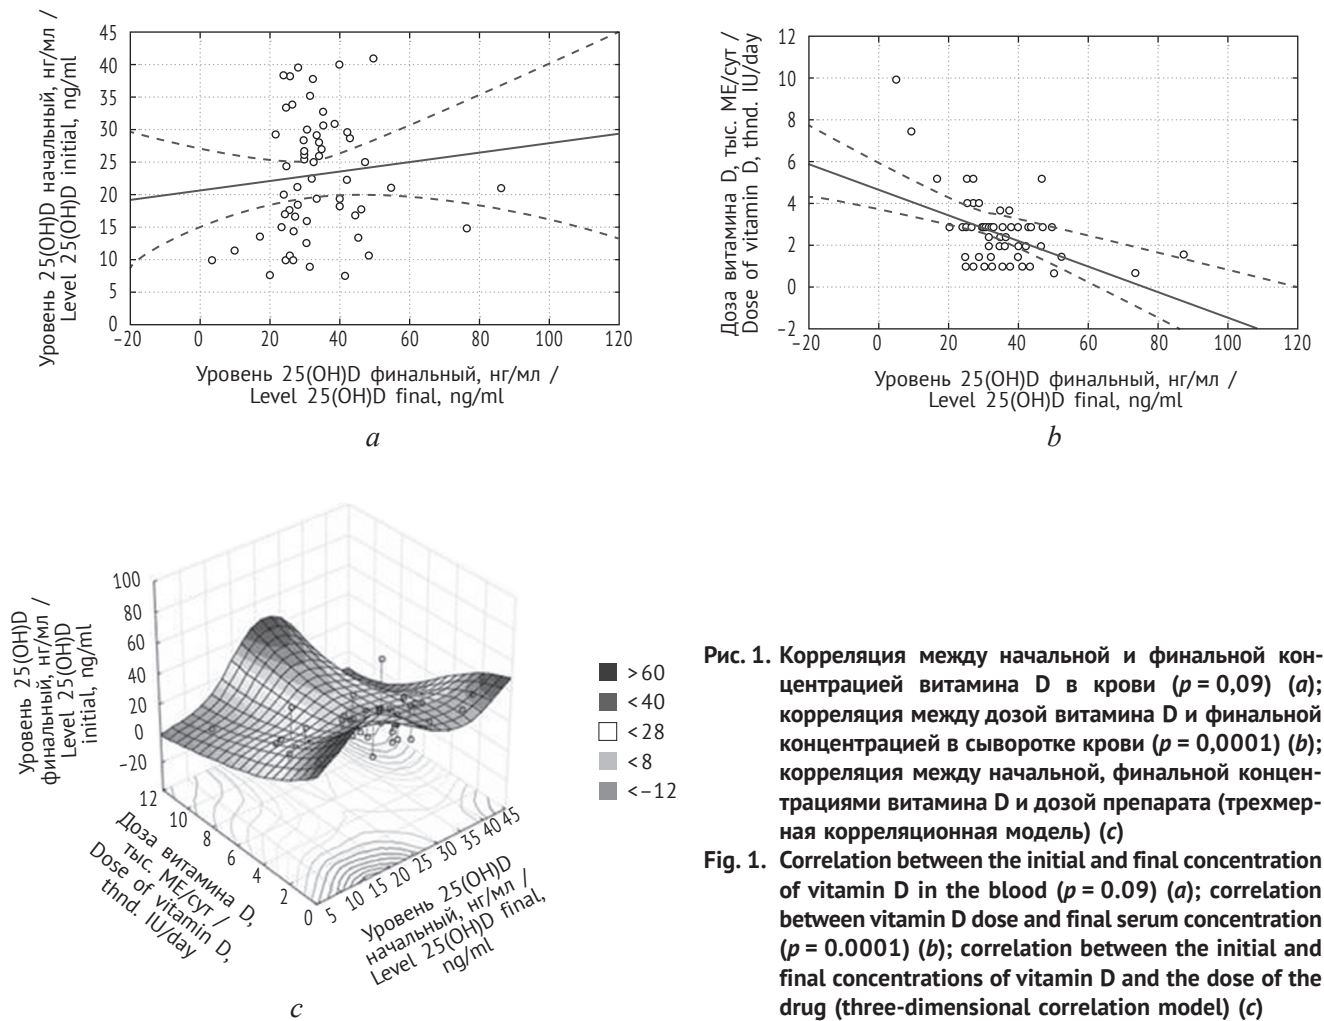 Уровень 25(OH)D начальный, нг/мл /
Level 25(OH)D initial, ng/ml
45
40
35
30
25
20
15
10
5
0
−20 0 20 40 60 80 100 120
Уровень 25(OH)D финальный, нг/мл /
Level 25(OH)D final, ng/ml
a
Доза витамина D, тыс. МЕ/сут /
Dose of vitamin D, thnd. IU/day
12
10
8
6
4
2
0
−2
−20 0 20 40 60 80 100 120
Уровень 25(OH)D финальный, нг/мл /
Level 25(OH)D final, ng/ml
b
Уровень 25(OH)D
финальный, нг/мл /
Level 25(OH)D
initial, ng/ml
100
80
60
40
20
0
−20
12 10 8 6 4 2 0
Доза витамина D,
тыс. МЕ/сут /
Dose of vitamin D,
thnd. IU/day
5 10 15 20 25 30 35 40 45
Уровень 25(OH)D
начальный, нг/мл /
Level 25(OH)D final,
ng/ml
>60
<40
<28
<8
<−12
c
Рис. 1. Корреляция между начальной и финальной кон-
центрацией витамина D в крови (p = 0,09) (a);
корреляция между дозой витамина D и финальной
концентрацией в сыворотке крови (p = 0,0001) (b);
корреляция между начальной, финальной концен-
трациями витамина D и дозой препарата (трехмер-
ная корреляционная модель) (c)
Fig. 1. Correlation between the initial and final concentration
of vitamin D in the blood (p = 0.09) (a); correlation
between vitamin D dose and final serum concentration
(p = 0.0001) (b); correlation between the initial and
final concentrations of vitamin D and the dose of the
drug (three-dimensional correlation model) (c)